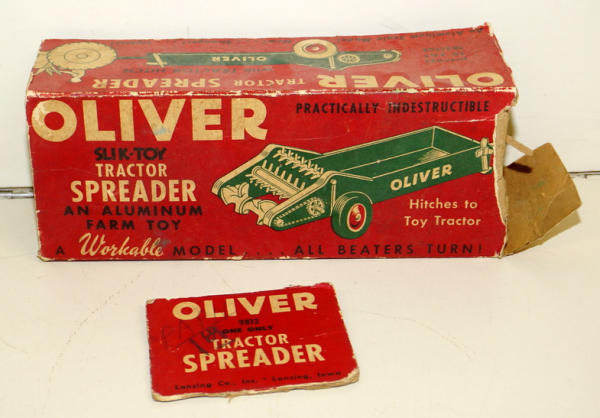 OLIVER TRACTOR SPREADER
OLIVER
OLIVER
PRACTICALLY INDESTRUCTIBLE
SLIK-TOY
TRACTOR
SPREADER
AN ALUMINUM
FARM TOY
OLIVER
Hitches to
Toy Tractor
A Workable MODEL ... ALL BEATERS TURN!
OLIVER
9812
ONE ONLY
TRACTOR
SPREADER
Lansing Co., Inc. - Lansing, Iowa